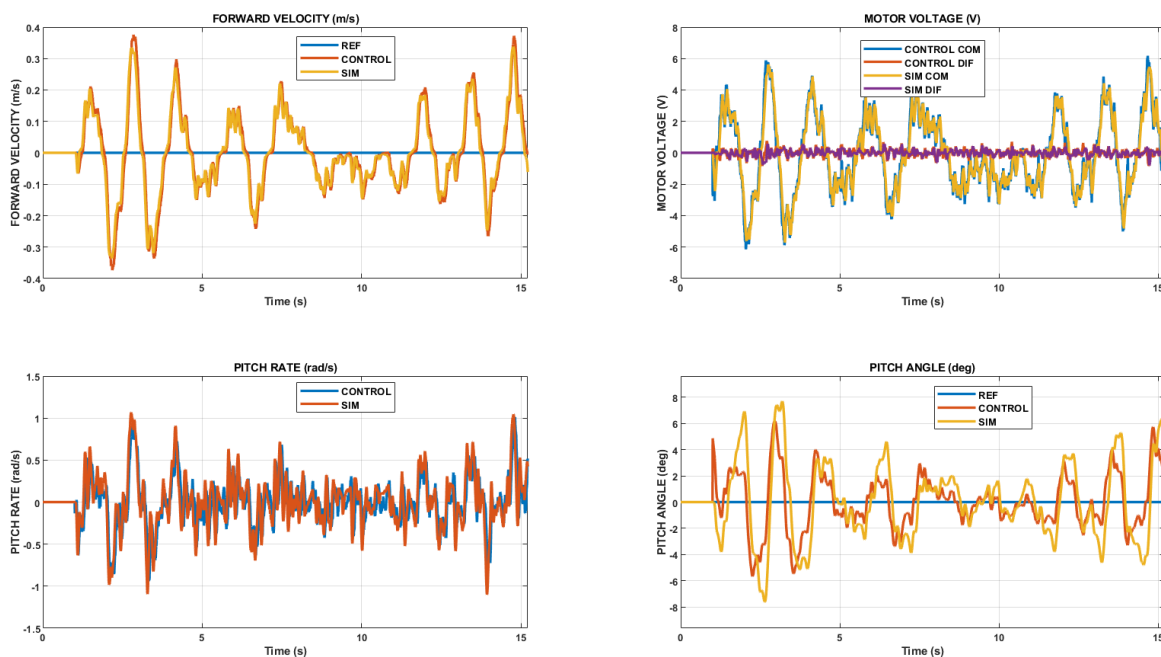 FORWARD VELOCITY (m/s)
FORWARD VELOCITY (m/s)
0.4
0.3
0.2
0.1
0
-0.1
-0.2
-0.3
-0.4
REF
CONTROL
SIM
0 5 10 15
Time (s)
MOTOR VOLTAGE (V)
MOTOR VOLTAGE (V)
8
6
4
2
0
-2
-4
-6
-8
CONTROL COM
CONTROL DIF
SIM COM
SIM DIF
0 5 10 15
Time (s)
PITCH RATE (rad/s)
PITCH RATE (rad/s)
1.5
1
0.5
0
-0.5
-1
-1.5
CONTROL
SIM
0 5 10 15
Time (s)
PITCH ANGLE (deg)
PITCH ANGLE (deg)
8
6
4
2
0
-2
-4
-6
-8
REF
CONTROL
SIM
0 5 10 15
Time (s)